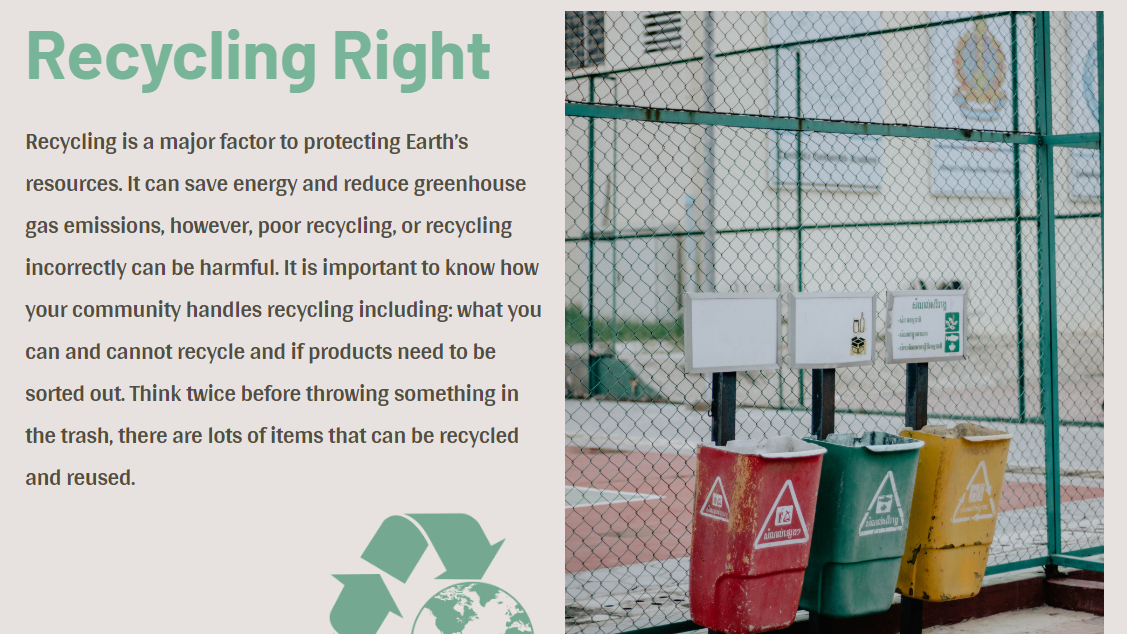 Recycling Right
Recycling is a major factor to protecting Earth’s
resources. It can save energy and reduce greenhouse
gas emissions, however, poor recycling, or recycling
incorrectly can be harmful. It is important to know how
your community handles recycling including: what you
can and cannot recycle and if products need to be
sorted out. Think twice before throwing something in
the trash, there are lots of items that can be recycled
and reused.